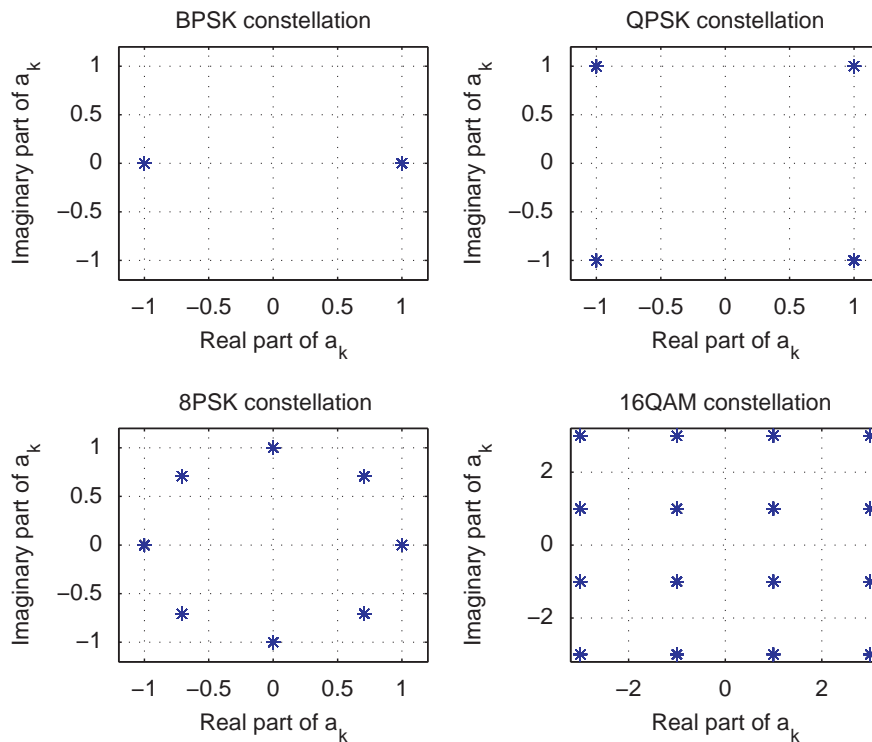 BPSK constellation
1
0.5
0
−0.5
−1
−1 −0.5 0 0.5 1
Imaginary part of a_k
Real part of a_k
QPSK constellation
1
0.5
0
−0.5
−1
−1 −0.5 0 0.5 1
Imaginary part of a_k
Real part of a_k
8PSK constellation
1
0.5
0
−0.5
−1
−1 −0.5 0 0.5 1
Imaginary part of a_k
Real part of a_k
16QAM constellation
2
0
−2
−2 0 2
Imaginary part of a_k
Real part of a_k